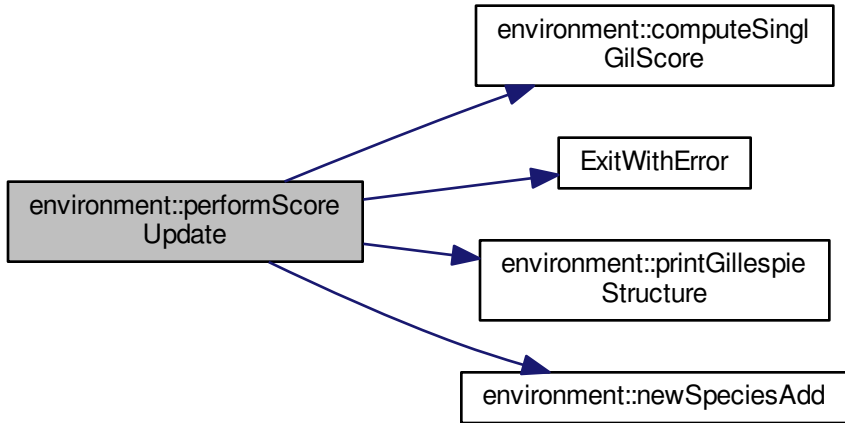 environment::computeSingl
GilScore
ExitWithError
environment::performScore
Update
environment::printGillespie
Structure
environment::newSpeciesAdd